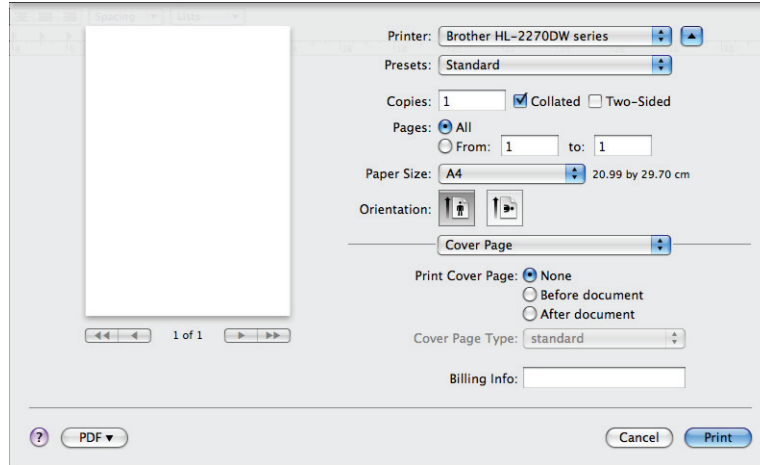 Spacing ▼ Lists ▼
Printer: Brother HL-2270DW series
Presets: Standard
Copies: 1 Collated Two-Sided
Pages: All
From: 1 to: 1
Paper Size: A4 20.99 by 29.70 cm
Orientation:
Cover Page
Print Cover Page: None
Before document
After document
1 of 1
Cover Page Type: standard
Billing Info:
? PDF ▼ Cancel Print